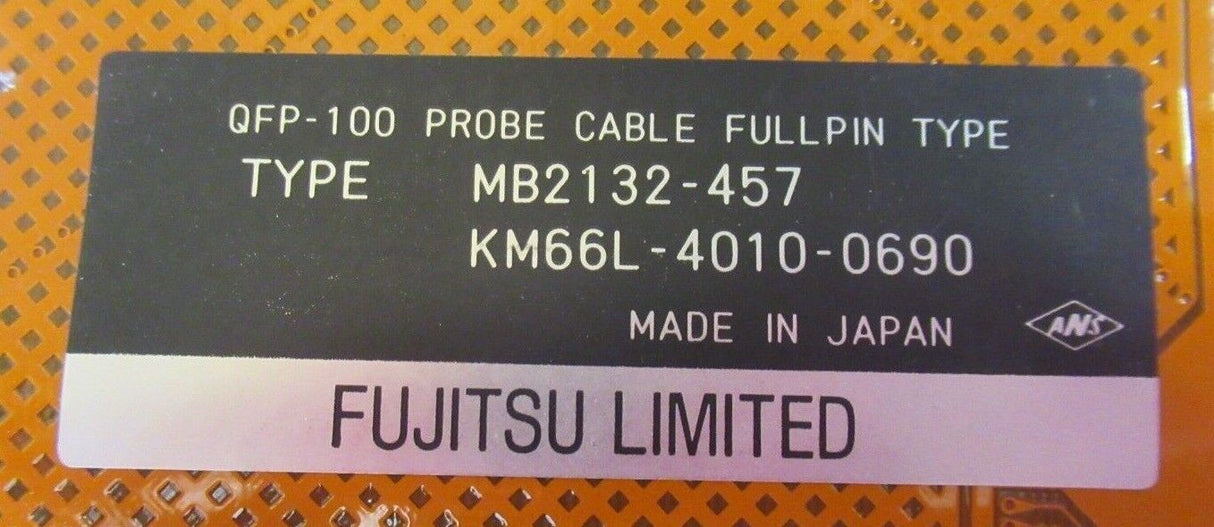 QFP-100 PROBE CABLE FULLPIN TYPE
TYPE MB2132-457
KM66L-4010-0690
MADE IN JAPAN
ANS
FUJITSU LIMITED